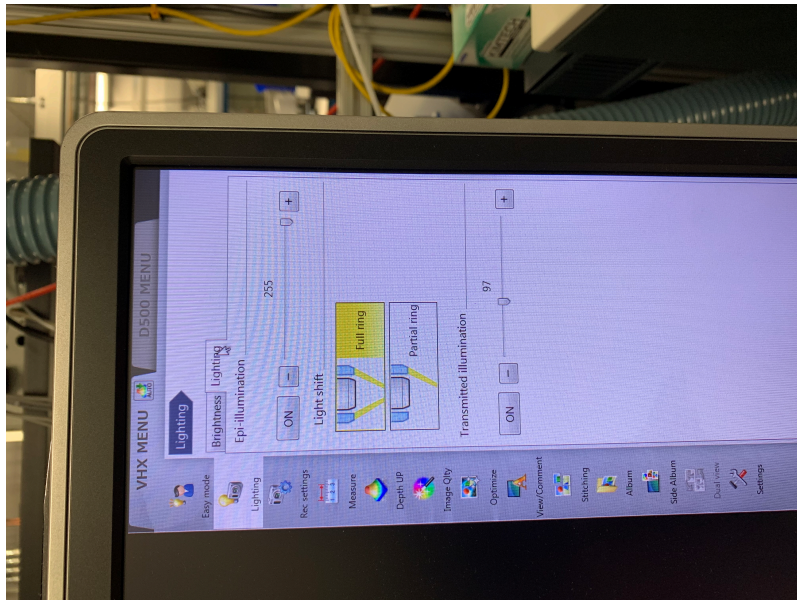 VHX MENU AUTO D500 MENU
Lighting
Brightness Lighting
Epi-illumination
ON − 255 +
Light shift
Full ring
Partial ring
Transmitted illumination
ON − 97 +
Easy mode
Lighting
Rec settings
Measure
Depth UP
Image Qlty
Optimize
View/Comment
Stitching
Album
Side Album
Dual view
Settings